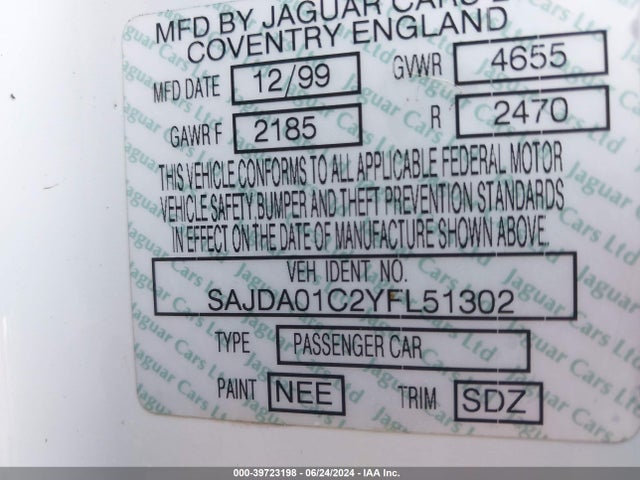 MFD BY JAGUAR CARS
COVENTRY ENGLAND
MFD DATE 12/99 GVWR 4655
GAWR F 2185 R 2470
THIS VEHICLE CONFORMS TO ALL APPLICABLE FEDERAL MOTOR
VEHICLE SAFETY, BUMPER AND THEFT PREVENTION STANDARDS
IN EFFECT ON THE DATE OF MANUFACTURE SHOWN ABOVE.
VEH. IDENT. NO.
SAJDA01C2YFL51302
TYPE PASSENGER CAR
PAINT NEE TRIM SDZ
000-39723198 - 06/24/2024 - IAA Inc.